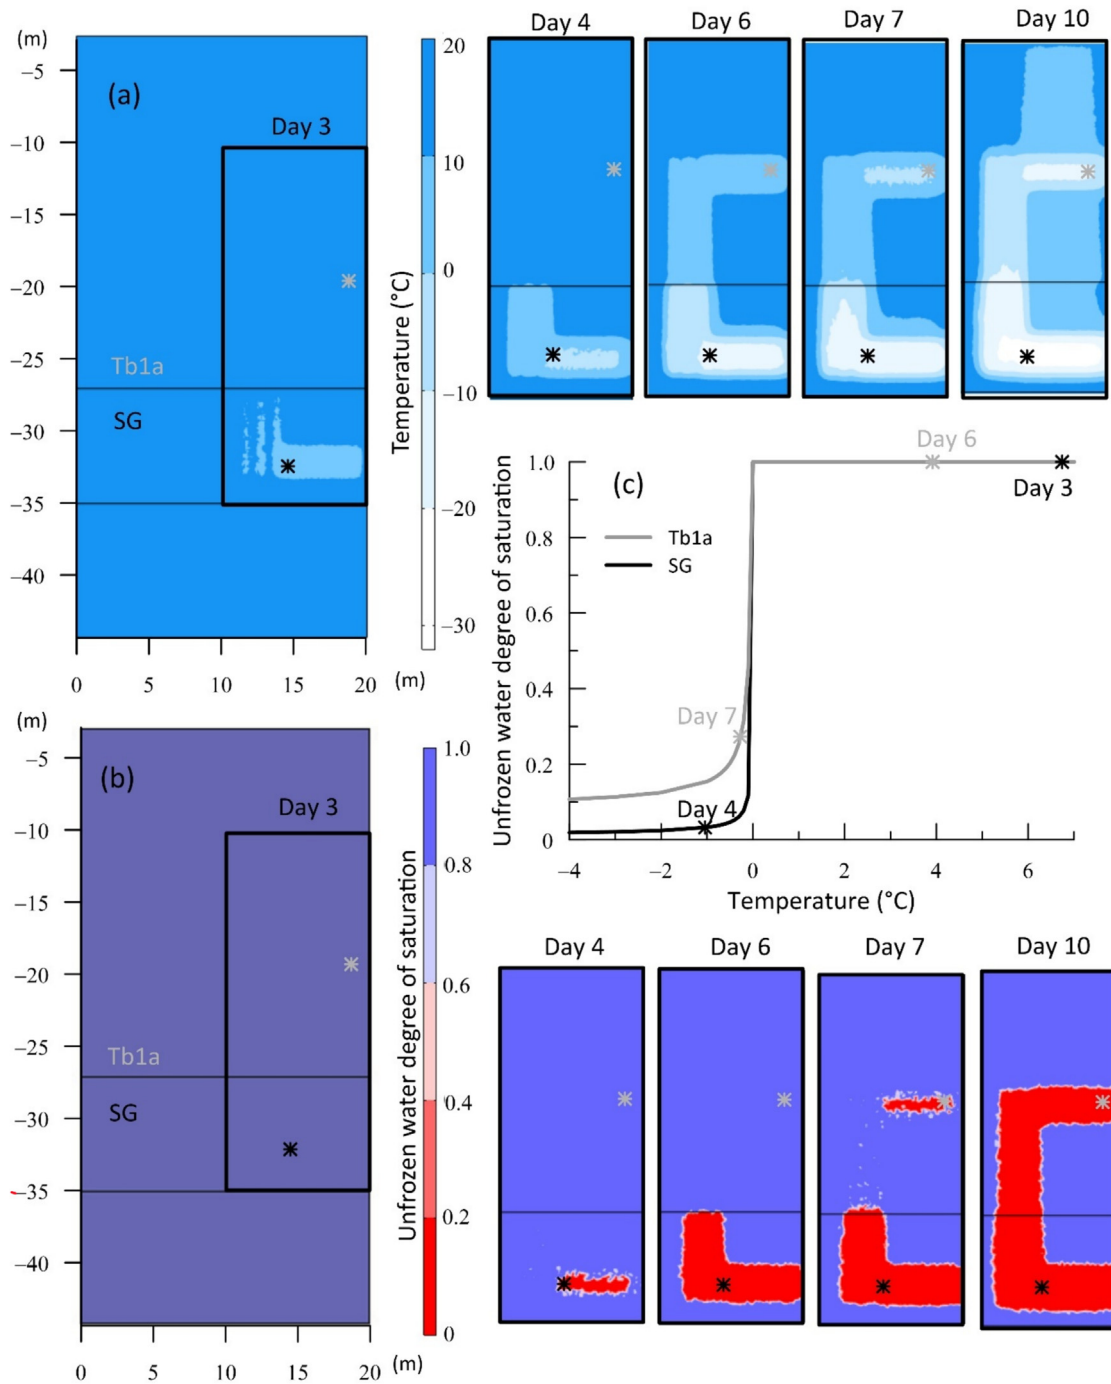 Day 4 Day 6 Day 7 Day 10
(m)
(a)
Day 3
−5
−10
−15
−20
−25
−30
−35
−40
Tb1a
SG
0 5 10 15 20 (m)
Temperature (°C)
20
10
0
−10
−20
−30
(c)
Unfrozen water degree of saturation
1.0
0.8
0.6
0.4
0.2
0
Tb1a
SG
Day 6
Day 3
Day 7
Day 4
−4 −2 0 2 4 6
Temperature (°C)
(m)
(b)
Day 3
−5
−10
−15
−20
−25
−30
−35
−40
Tb1a
SG
0 5 10 15 20 (m)
Unfrozen water degree of saturation
1.0
0.8
0.6
0.4
0.2
0
Day 4 Day 6 Day 7 Day 10